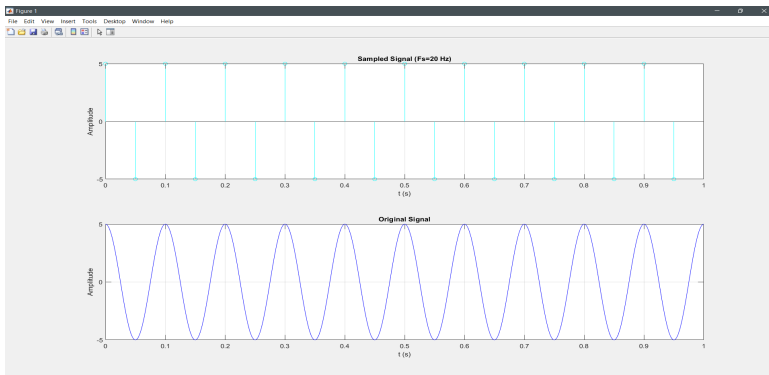 Figure 1
File Edit View Insert Tools Desktop Window Help
Sampled Signal (Fs=20 Hz)
5
0
-5
Amplitude
0 0.1 0.2 0.3 0.4 0.5 0.6 0.7 0.8 0.9 1
t (s)
Original Signal
5
0
-5
Amplitude
0 0.1 0.2 0.3 0.4 0.5 0.6 0.7 0.8 0.9 1
t (s)